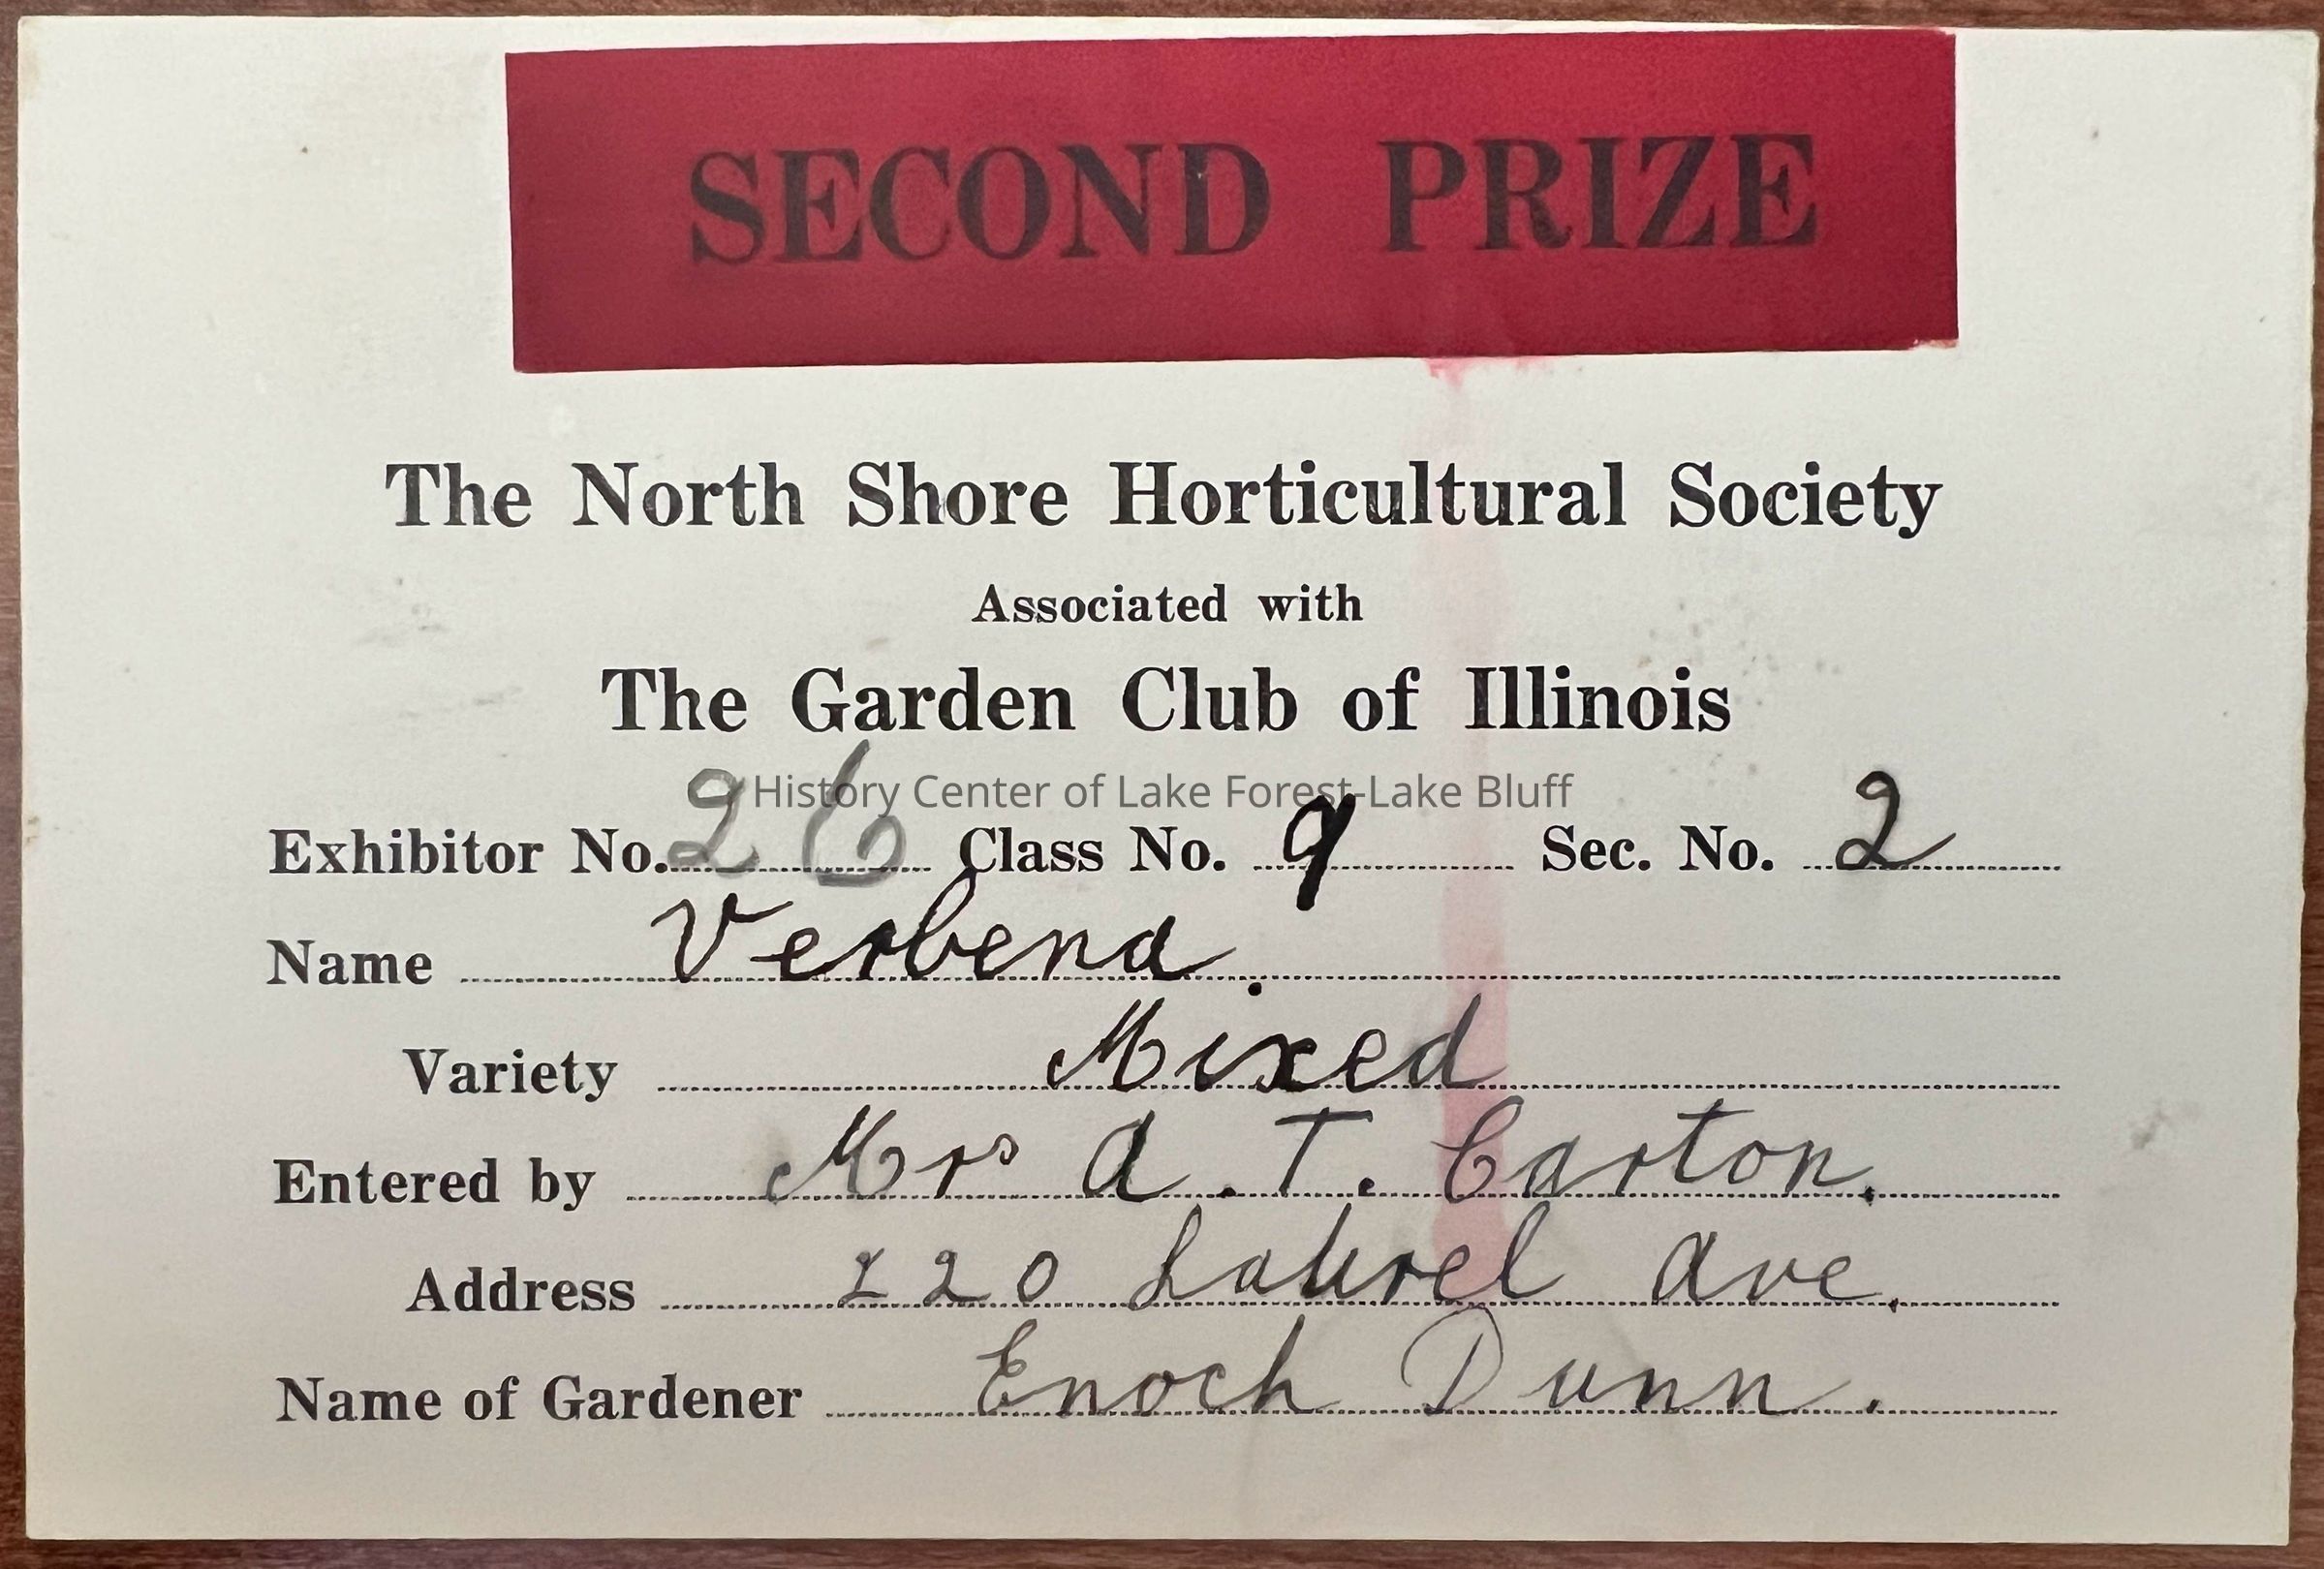 SECOND PRIZE
The North Shore Horticultural Society
Associated with
The Garden Club of Illinois
History Center of Lake Forest-Lake Bluff
Exhibitor No. 26 Class No. 9 Sec. No. 2
Name Verbena.
Variety Mixed
Entered by Mrs A. T. Carton.
Address 220 Laurel Ave.
Name of Gardener Enoch Dunn.